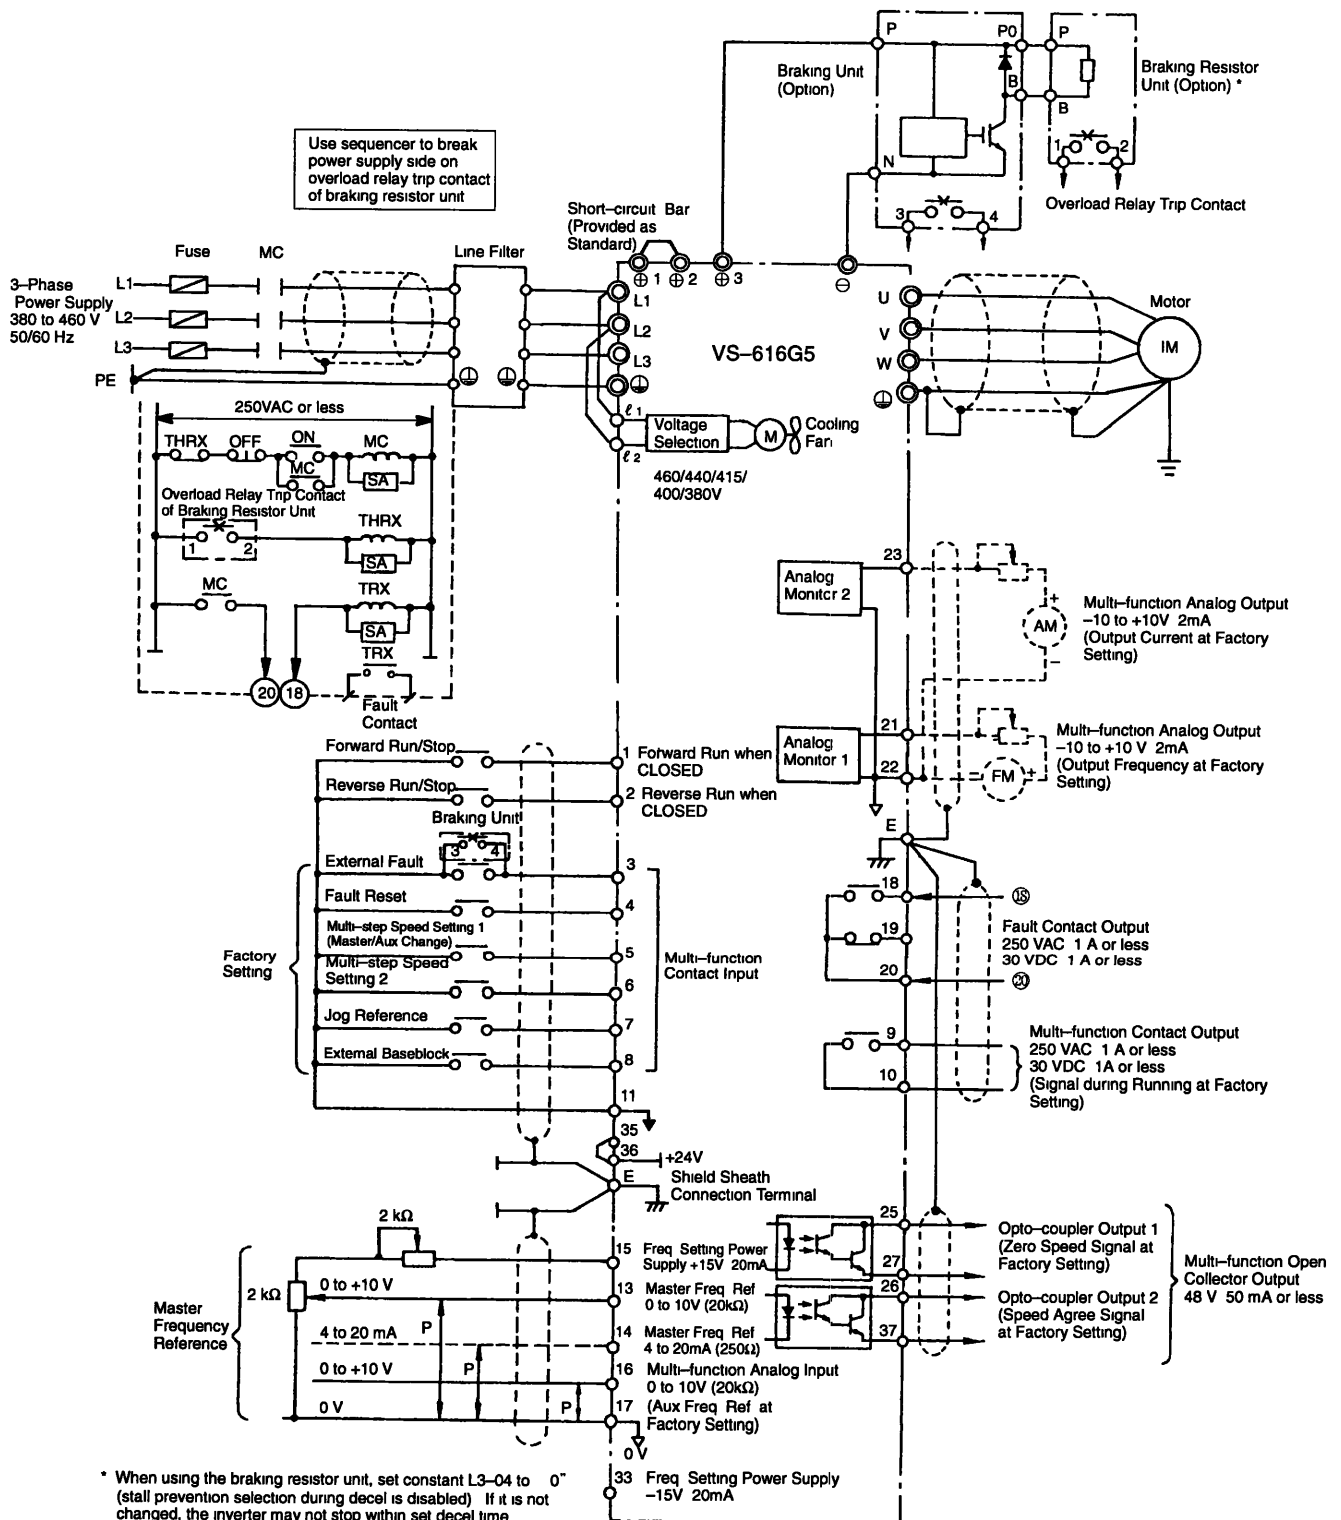 P
PO
P
Braking Unit
(Option)
B
Braking Resistor
Unit (Option) *
B
N
1
2
3
4
Overload Relay Trip Contact
Use sequencer to break
power supply side on
overload relay trip contact
of braking resistor unit
Short-circuit Bar
(Provided as
Standard)
Fuse
MC
Line Filter
⊕ 1
⊕ 2
⊕ 3
⊖
3-Phase
Power Supply
380 to 460 V
50/60 Hz
L1
L2
L3
PE
L1
L2
L3
VS-616G5
U
V
W
Motor
IM
250VAC or less
ℓ 1
ℓ 2
Voltage
Selection
M
Cooling
Fan
460/440/415/
400/380V
THRX
OFF
ON
MC
MC
SA
Overload Relay Trip Contact
of Braking Resistor Unit
1
2
THRX
SA
MC
TRX
SA
TRX
20
18
Fault
Contact
23
Analog
Monitor 2
+
AM
−
Multi-function Analog Output
−10 to +10V 2mA
(Output Current at Factory
Setting)
21
Analog
Monitor 1
22
FM
+
−
Multi-function Analog Output
−10 to +10 V 2mA
(Output Frequency at Factory
Setting)
E
Forward Run/Stop
1 Forward Run when
CLOSED
Reverse Run/Stop
2 Reverse Run when
CLOSED
Braking Unit
3
4
External Fault
3
Fault Reset
4
Multi-step Speed Setting 1
(Master/Aux Change)
5
Multi-step Speed
Setting 2
6
Jog Reference
7
External Baseblock
8
Factory
Setting
Multi-function
Contact Input
11
35
36
+24V
E
Shield Sheath
Connection Terminal
18
⑱
19
Fault Contact Output
250 VAC 1 A or less
30 VDC 1 A or less
20
⑳
9
10
Multi-function Contact Output
250 VAC 1 A or less
30 VDC 1A or less
(Signal during Running at Factory
Setting)
2 kΩ
2 kΩ
Master
Frequency
Reference
15
Freq Setting Power
Supply +15V 20mA
0 to +10 V
13
Master Freq Ref
0 to 10V (20kΩ)
P
4 to 20 mA
14
Master Freq Ref
4 to 20mA (250Ω)
P
0 to +10 V
16
Multi-function Analog Input
0 to 10V (20kΩ)
(Aux Freq Ref at
Factory Setting)
P
0 V
17
0 V
33
Freq Setting Power Supply
−15V 20mA
25
27
Opto-coupler Output 1
(Zero Speed Signal at
Factory Setting)
26
37
Opto-coupler Output 2
(Speed Agree Signal
at Factory Setting)
Multi-function Open
Collector Output
48 V 50 mA or less
* When using the braking resistor unit, set constant L3-04 to 0"
(stall prevention selection during decel is disabled) If it is not
changed, the inverter may not stop within set decel time